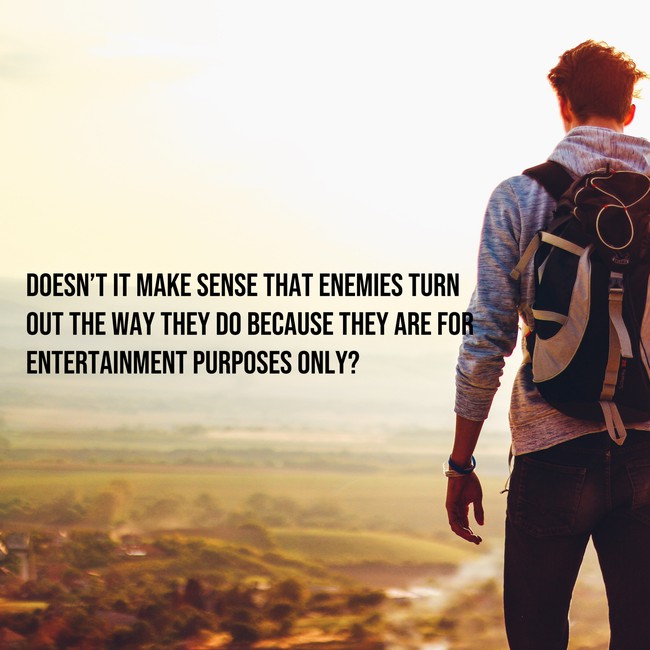 DOESN'T IT MAKE SENSE THAT ENEMIES TURN
OUT THE WAY THEY DO BECAUSE THEY ARE FOR
ENTERTAINMENT PURPOSES ONLY?